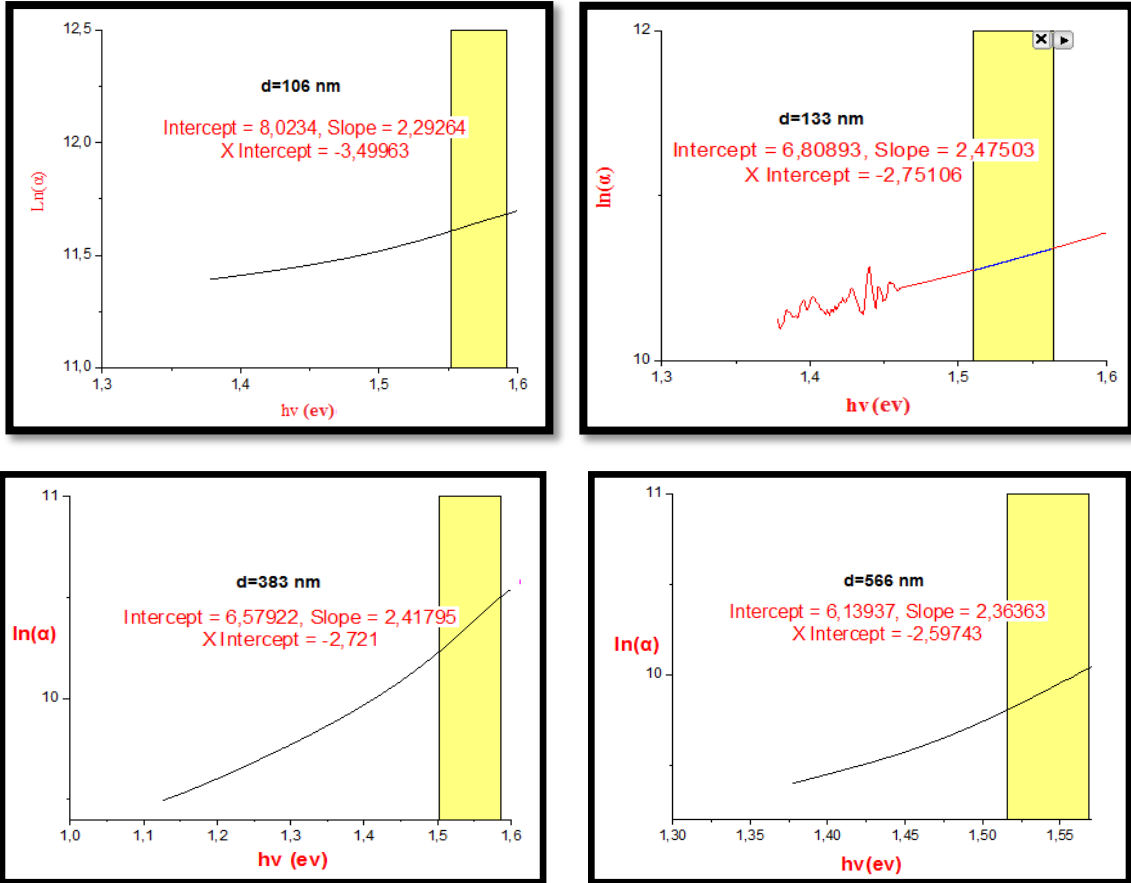 12,5
12,0
11,5
11,0
Ln(α)
d=106 nm
Intercept = 8,0234, Slope = 2,29264
X Intercept = -3,49963
1,3
1,4
1,5
1,6
hν (ev)
12
10
ln(α)
d=133 nm
Intercept = 6,80893, Slope = 2,47503
X Intercept = -2,75106
1,3
1,4
1,5
1,6
hν (ev)
11
10
ln(α)
d=383 nm
Intercept = 6,57922, Slope = 2,41795
X Intercept = -2,721
1,0
1,1
1,2
1,3
1,4
1,5
1,6
hν (ev)
11
10
ln(α)
d=566 nm
Intercept = 6,13937, Slope = 2,36363
X Intercept = -2,59743
1,30
1,35
1,40
1,45
1,50
1,55
hν(ev)